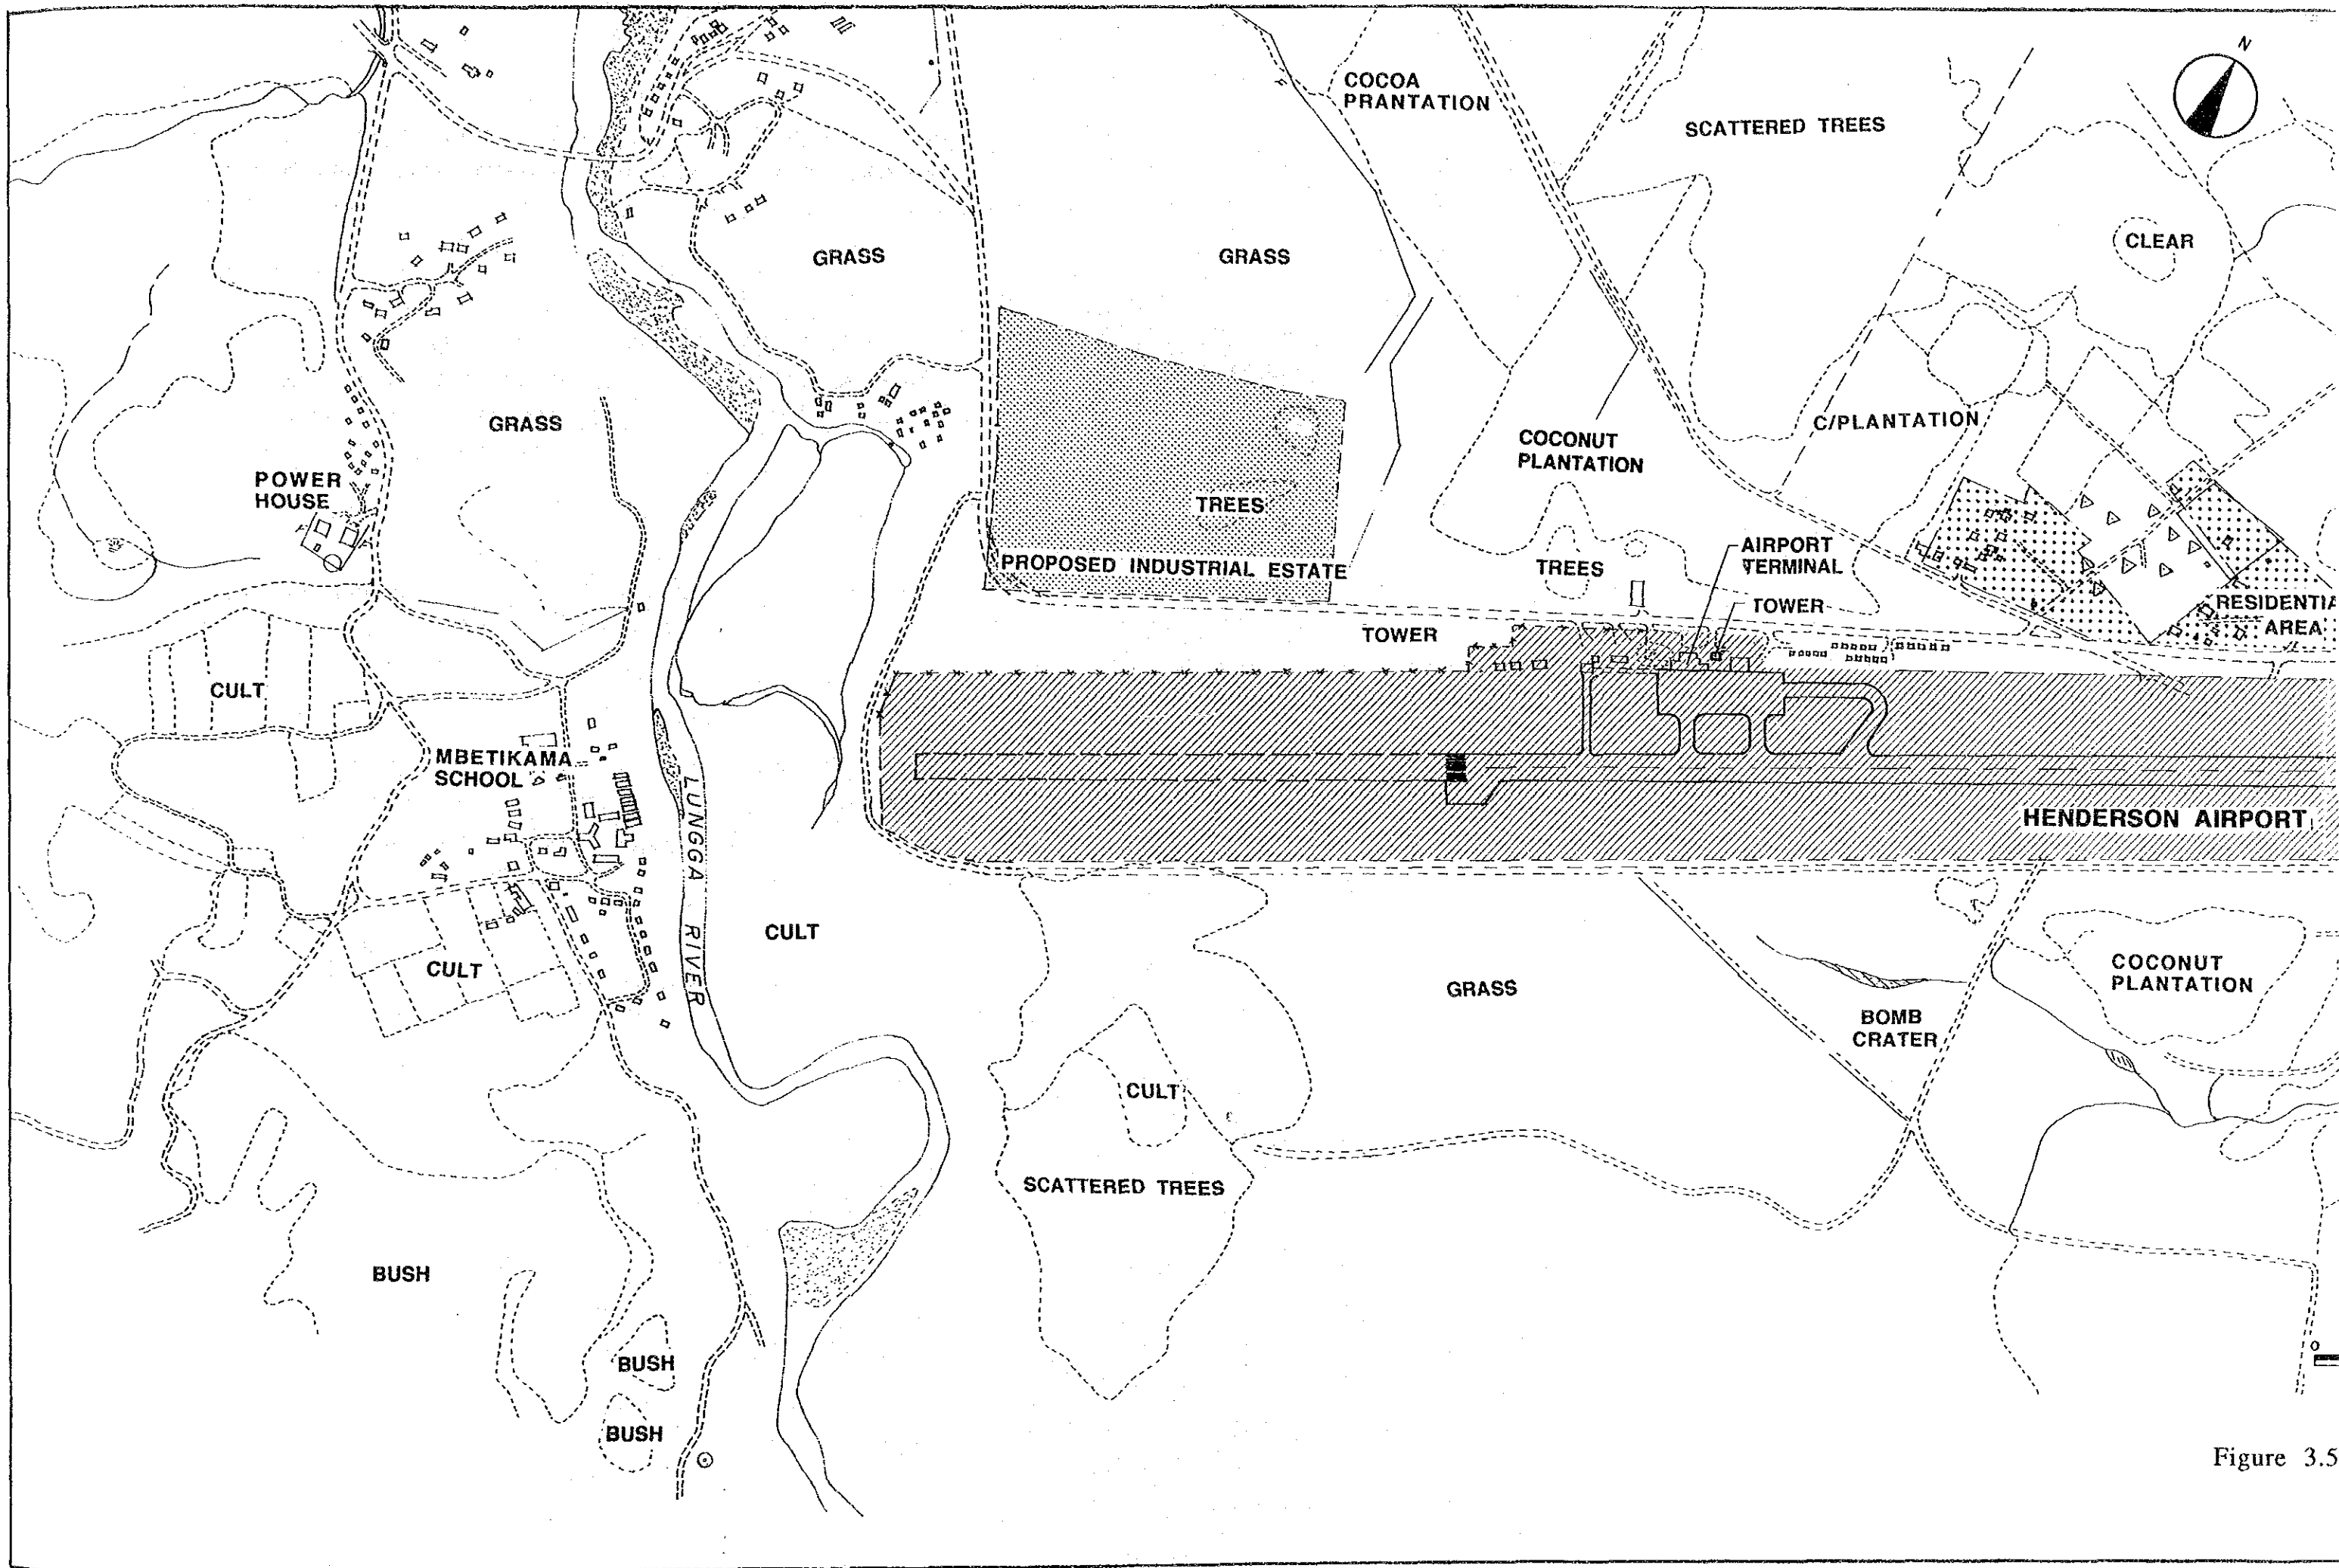 N
COCOA
PRANTATION
SCATTERED TREES
CLEAR
GRASS
GRASS
GRASS
C/PLANTATION
COCONUT
PLANTATION
POWER
HOUSE
TREES
AIRPORT
TERMINAL
PROPOSED INDUSTRIAL ESTATE
TREES
TOWER
RESIDENTIA
AREA
TOWER
CULT
MBETIKAMA
SCHOOL
LUNGGA RIVER
HENDERSON AIRPORT
CULT
CULT
GRASS
COCONUT
PLANTATION
BOMB
CRATER
CULT
SCATTERED TREES
BUSH
BUSH
BUSH
0
Figure 3.5